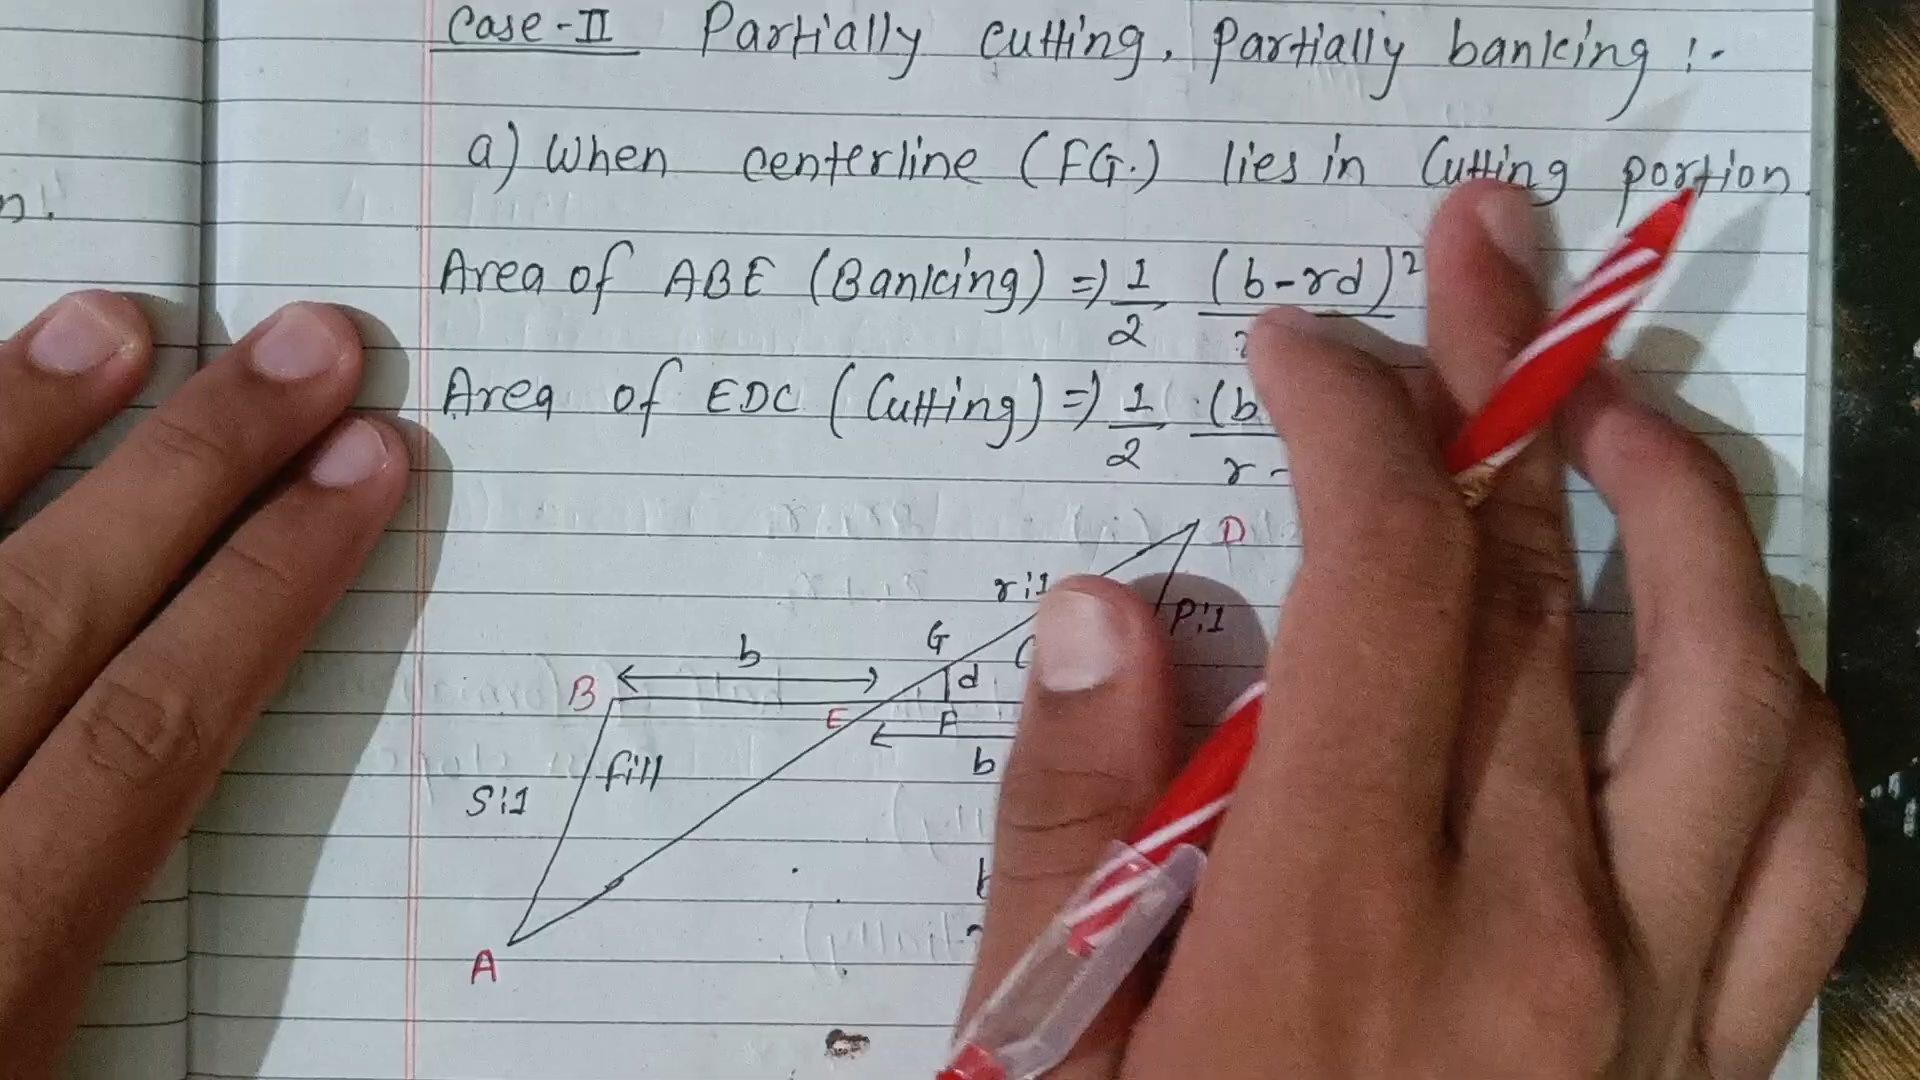 Case-II Partially cutting, Partially banking :-
a) When centerline (FG.) lies in Cutting portion
n.
Area of ABE (Banking) => 1/2 (b-rd)²
Area of EDC (Cutting) => 1/2 (b
r -
D
r:1
P:1
G
b
B
d
E
F
b
fill
S:1
A